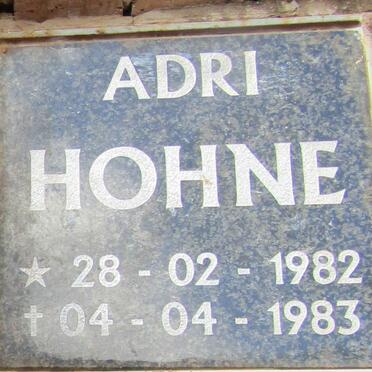 ADRI
HOHNE
★ 28 - 02 - 1982
✝ 04 - 04 - 1983